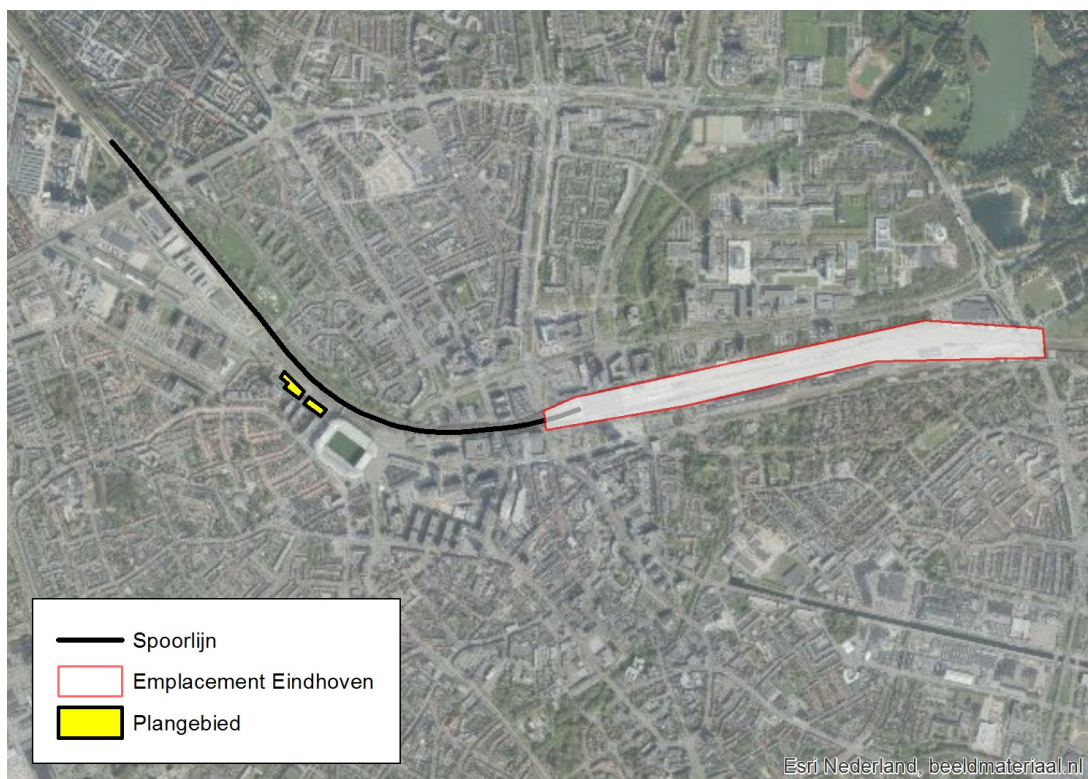 Spoorlijn
Emplacement Eindhoven
Plangebied
Esri Nederland, beeldmateriaal.nl